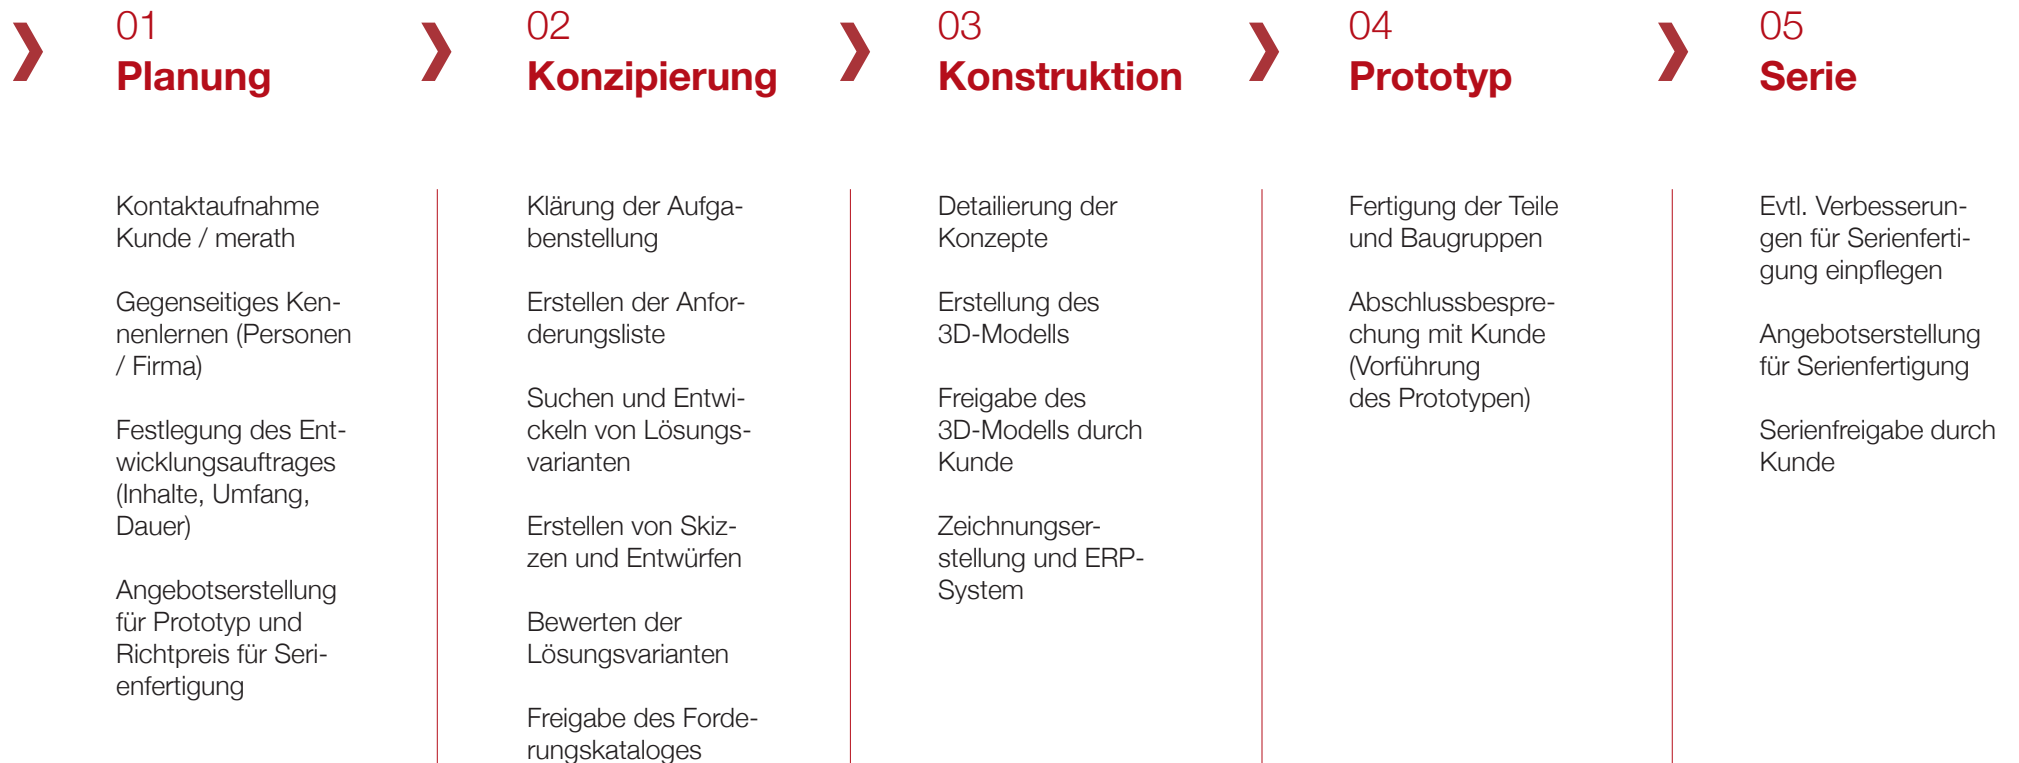 01
Planung
Kontaktaufnahme
Kunde / merath
Gegenseitiges Ken-
nenlernen (Personen
/ Firma)
Festlegung des Ent-
wicklungsauftrages
(Inhalte, Umfang,
Dauer)
Angebotserstellung
für Prototyp und
Richtpreis für Seri-
enfertigung
02
Konzipierung
Klärung der Aufga-
benstellung
Erstellen der Anfor-
derungsliste
Suchen und Entwi-
ckeln von Lösungs-
varianten
Erstellen von Skiz-
zen und Entwürfen
Bewerten der
Lösungsvarianten
Freigabe des Forde-
rungskataloges
03
Konstruktion
Detailierung der
Konzepte
Erstellung des
3D-Modells
Freigabe des
3D-Modells durch
Kunde
Zeichnungser-
stellung und ERP-
System
04
Prototyp
Fertigung der Teile
und Baugruppen
Abschlussbespre-
chung mit Kunde
(Vorführung
des Prototypen)
05
Serie
Evtl. Verbesserun-
gen für Serienferti-
gung einpflegen
Angebotserstellung
für Serienfertigung
Serienfreigabe durch
Kunde